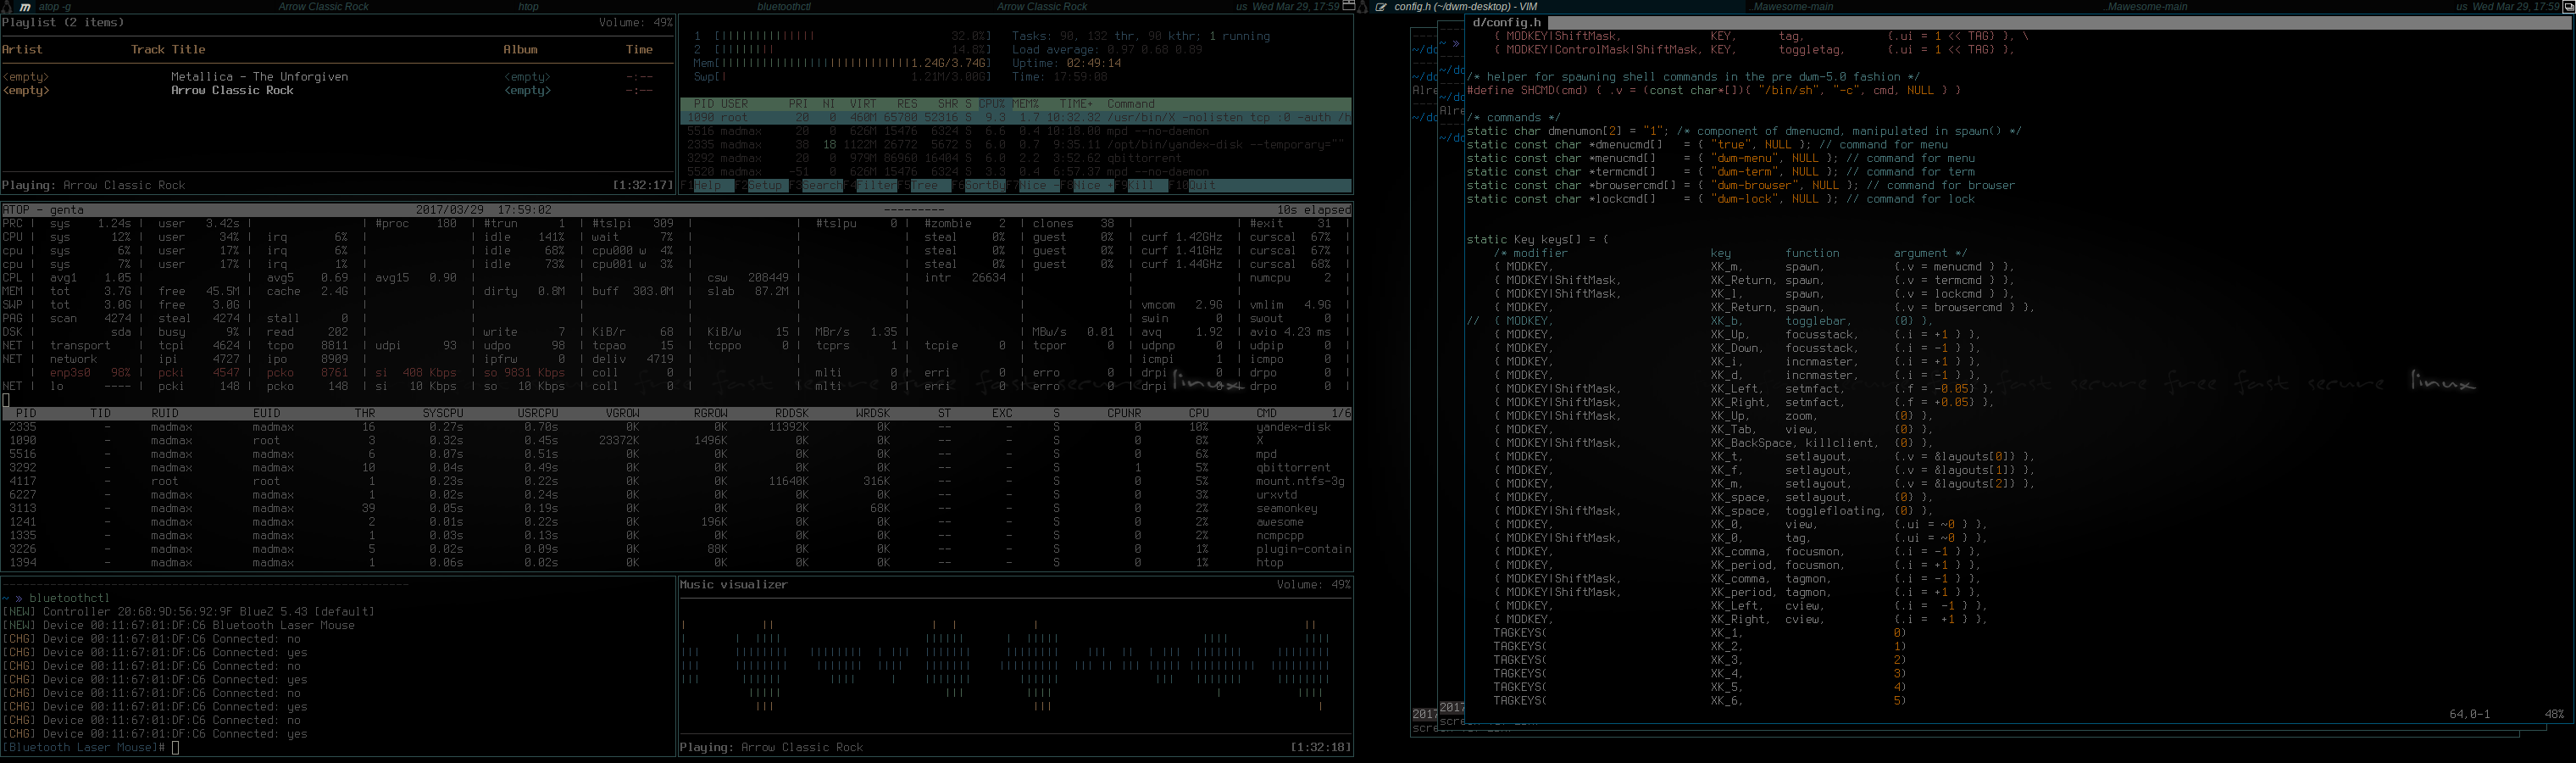 m atop -g Arrow Classic Rock htop bluetoothctl Arrow Classic Rock us Wed Mar 29, 17:59
Playlist (2 items) Volume: 49%
Artist Track Title Album Time
<empty> Metallica - The Unforgiven <empty> -:--
<empty> Arrow Classic Rock <empty> -:--
Playing: Arrow Classic Rock [1:32:17]
1 [|||||||||||||||||| 32.0%] Tasks: 90, 132 thr, 90 kthr; 1 running
2 [|||||||||| 14.8%] Load average: 0.97 0.68 0.89
Mem[||||||||||||||||||||||||||||1.24G/3.74G] Uptime: 02:49:14
Swp[| 1.21M/3.00G] Time: 17:59:08
PID USER PRI NI VIRT RES SHR S CPU% MEM% TIME+ Command
1090 root 20 0 460M 65780 52316 S 9.3 1.7 10:32.32 /usr/bin/X -nolisten tcp :0 -auth /h
5516 madmax 20 0 626M 15476 6324 S 6.6 0.4 10:18.00 mpd --no-daemon
2335 madmax 38 18 1122M 26772 5672 S 6.0 0.7 9:35.11 /opt/bin/yandex-disk --temporary=""
3292 madmax 20 0 979M 86960 16404 S 6.0 2.2 3:52.62 qbittorrent
5520 madmax -51 0 626M 15476 6324 S 3.3 0.4 6:57.37 mpd --no-daemon
F1Help F2Setup F3Search F4Filter F5Tree F6SortBy F7Nice - F8Nice + F9Kill F10Quit
ATOP - genta 2017/03/29 17:59:02 --------- 10s elapsed
PRC | sys 1.24s | user 3.42s | | #proc 180 | #trun 1 | #tslpi 309 | | #tslpu 0 | #zombie 2 | clones 38 | | #exit 31 |
CPU | sys 12% | user 34% | irq 6% | | idle 141% | wait 7% | | | steal 0% | guest 0% | curf 1.42GHz | curscal 67% |
cpu | sys 6% | user 17% | irq 6% | | idle 68% | cpu000 w 4% | | | steal 0% | guest 0% | curf 1.41GHz | curscal 67% |
cpu | sys 7% | user 17% | irq 1% | | idle 73% | cpu001 w 3% | | | steal 0% | guest 0% | curf 1.44GHz | curscal 68% |
CPL | avg1 1.05 | | avg5 0.69 | avg15 0.90 | | | csw 208449 | | intr 26634 | | | numcpu 2 |
MEM | tot 3.7G | free 45.5M | cache 2.4G | | dirty 0.8M | buff 303.0M | slab 87.2M | | | | | |
SWP | tot 3.0G | free 3.0G | | | | | | | | | vmcom 2.9G | vmlim 4.9G |
PAG | scan 4274 | steal 4274 | stall 0 | | | | | | | | swin 0 | swout 0 |
DSK | sda | busy 9% | read 202 | | write 7 | KiB/r 68 | KiB/w 15 | MBr/s 1.35 | | MBw/s 0.01 | avq 1.92 | avio 4.23 ms |
NET | transport | tcpi 4624 | tcpo 8811 | udpi 93 | udpo 98 | tcpao 15 | tcppo 0 | tcprs 1 | tcpie 0 | tcpor 0 | udpnp 0 | udpip 0 |
NET | network | ipi 4727 | ipo 8909 | | ipfrw 0 | deliv 4719 | | | | | icmpi 1 | icmpo 0 |
| enp3s0 98% | pcki 4547 | pcko 8761 | si 408 Kbps | so 9831 Kbps | coll 0 | | mlti 0 | erri 0 | erro 0 | drpi 0 | drpo 0 |
NET | lo ---- | pcki 148 | pcko 148 | si 10 Kbps | so 10 Kbps | coll 0 | | mlti 0 | erri 0 | erro 0 | drpi 0 | drpo 0 |
free fast secure free fast secure linux
PID TID RUID EUID THR SYSCPU USRCPU VGROW RGROW RDDSK WRDSK ST EXC S CPUNR CPU CMD 1/6
2335 - madmax madmax 16 0.27s 0.70s 0K 0K 11392K 0K -- - S 0 10% yandex-disk
1090 - madmax root 3 0.32s 0.45s 23372K 1496K 0K 0K -- - S 0 8% X
5516 - madmax madmax 6 0.07s 0.51s 0K 0K 0K 0K -- - S 0 6% mpd
3292 - madmax madmax 10 0.04s 0.49s 0K 0K 0K 0K -- - S 1 5% qbittorrent
4117 - root root 1 0.23s 0.22s 0K 0K 11640K 316K -- - S 0 5% mount.ntfs-3g
6227 - madmax madmax 1 0.02s 0.24s 0K 0K 0K 0K -- - S 0 3% urxvtd
3113 - madmax madmax 39 0.05s 0.19s 0K 0K 0K 68K -- - S 0 2% seamonkey
1241 - madmax madmax 2 0.01s 0.22s 0K 196K 0K 0K -- - S 0 2% awesome
1335 - madmax madmax 1 0.03s 0.13s 0K 0K 0K 0K -- - S 0 2% ncmpcpp
3226 - madmax madmax 5 0.02s 0.09s 0K 88K 0K 0K -- - S 0 1% plugin-contain
1394 - madmax madmax 1 0.06s 0.02s 0K 0K 0K 0K -- - S 0 1% htop
~ » bluetoothctl
[NEW] Controller 20:68:9D:56:92:9F BlueZ 5.43 [default]
[NEW] Device 00:11:67:01:DF:C6 Bluetooth Laser Mouse
[CHG] Device 00:11:67:01:DF:C6 Connected: no
[CHG] Device 00:11:67:01:DF:C6 Connected: yes
[CHG] Device 00:11:67:01:DF:C6 Connected: no
[CHG] Device 00:11:67:01:DF:C6 Connected: yes
[CHG] Device 00:11:67:01:DF:C6 Connected: no
[CHG] Device 00:11:67:01:DF:C6 Connected: yes
[CHG] Device 00:11:67:01:DF:C6 Connected: no
[CHG] Device 00:11:67:01:DF:C6 Connected: yes
[Bluetooth Laser Mouse]#
Music visualizer Volume: 49%
Playing: Arrow Classic Rock [1:32:18]
config.h (~/dwm-desktop) - VIM ..Mawesome-main ..Mawesome-main us Wed Mar 29, 17:59
d/config.h
{ MODKEY|ShiftMask, KEY, tag, {.ui = 1 << TAG} }, \
{ MODKEY|ControlMask|ShiftMask, KEY, toggletag, {.ui = 1 << TAG} },
/* helper for spawning shell commands in the pre dwm-5.0 fashion */
#define SHCMD(cmd) { .v = (const char*[]){ "/bin/sh", "-c", cmd, NULL } }
/* commands */
static char dmenumon[2] = "1"; /* component of dmenucmd, manipulated in spawn() */
static const char *dmenucmd[] = { "true", NULL }; // command for menu
static const char *menucmd[] = { "dwm-menu", NULL }; // command for menu
static const char *termcmd[] = { "dwm-term", NULL }; // command for term
static const char *browsercmd[] = { "dwm-browser", NULL }; // command for browser
static const char *lockcmd[] = { "dwm-lock", NULL }; // command for lock
static Key keys[] = {
/* modifier key function argument */
{ MODKEY, XK_m, spawn, {.v = menucmd } },
{ MODKEY|ShiftMask, XK_Return, spawn, {.v = termcmd } },
{ MODKEY|ShiftMask, XK_l, spawn, {.v = lockcmd } },
{ MODKEY, XK_Return, spawn, {.v = browsercmd } },
// { MODKEY, XK_b, togglebar, {0} },
{ MODKEY, XK_Up, focusstack, {.i = +1 } },
{ MODKEY, XK_Down, focusstack, {.i = -1 } },
{ MODKEY, XK_i, incnmaster, {.i = +1 } },
{ MODKEY, XK_d, incnmaster, {.i = -1 } },
{ MODKEY|ShiftMask, XK_Left, setmfact, {.f = -0.05} },
{ MODKEY|ShiftMask, XK_Right, setmfact, {.f = +0.05} },
{ MODKEY|ShiftMask, XK_Up, zoom, {0} },
{ MODKEY, XK_Tab, view, {0} },
{ MODKEY|ShiftMask, XK_BackSpace, killclient, {0} },
{ MODKEY, XK_t, setlayout, {.v = &layouts[0]} },
{ MODKEY, XK_f, setlayout, {.v = &layouts[1]} },
{ MODKEY, XK_m, setlayout, {.v = &layouts[2]} },
{ MODKEY, XK_space, setlayout, {0} },
{ MODKEY|ShiftMask, XK_space, togglefloating, {0} },
{ MODKEY, XK_0, view, {.ui = ~0 } },
{ MODKEY|ShiftMask, XK_0, tag, {.ui = ~0 } },
{ MODKEY, XK_comma, focusmon, {.i = -1 } },
{ MODKEY, XK_period, focusmon, {.i = +1 } },
{ MODKEY|ShiftMask, XK_comma, tagmon, {.i = -1 } },
{ MODKEY|ShiftMask, XK_period, tagmon, {.i = +1 } },
{ MODKEY, XK_Left, cview, {.i = -1 } },
{ MODKEY, XK_Right, cview, {.i = +1 } },
TAGKEYS( XK_1, 0)
TAGKEYS( XK_2, 1)
TAGKEYS( XK_3, 2)
TAGKEYS( XK_4, 3)
TAGKEYS( XK_5, 4)
TAGKEYS( XK_6, 5)
64,0-1 48%
fast secure free fast secure linux